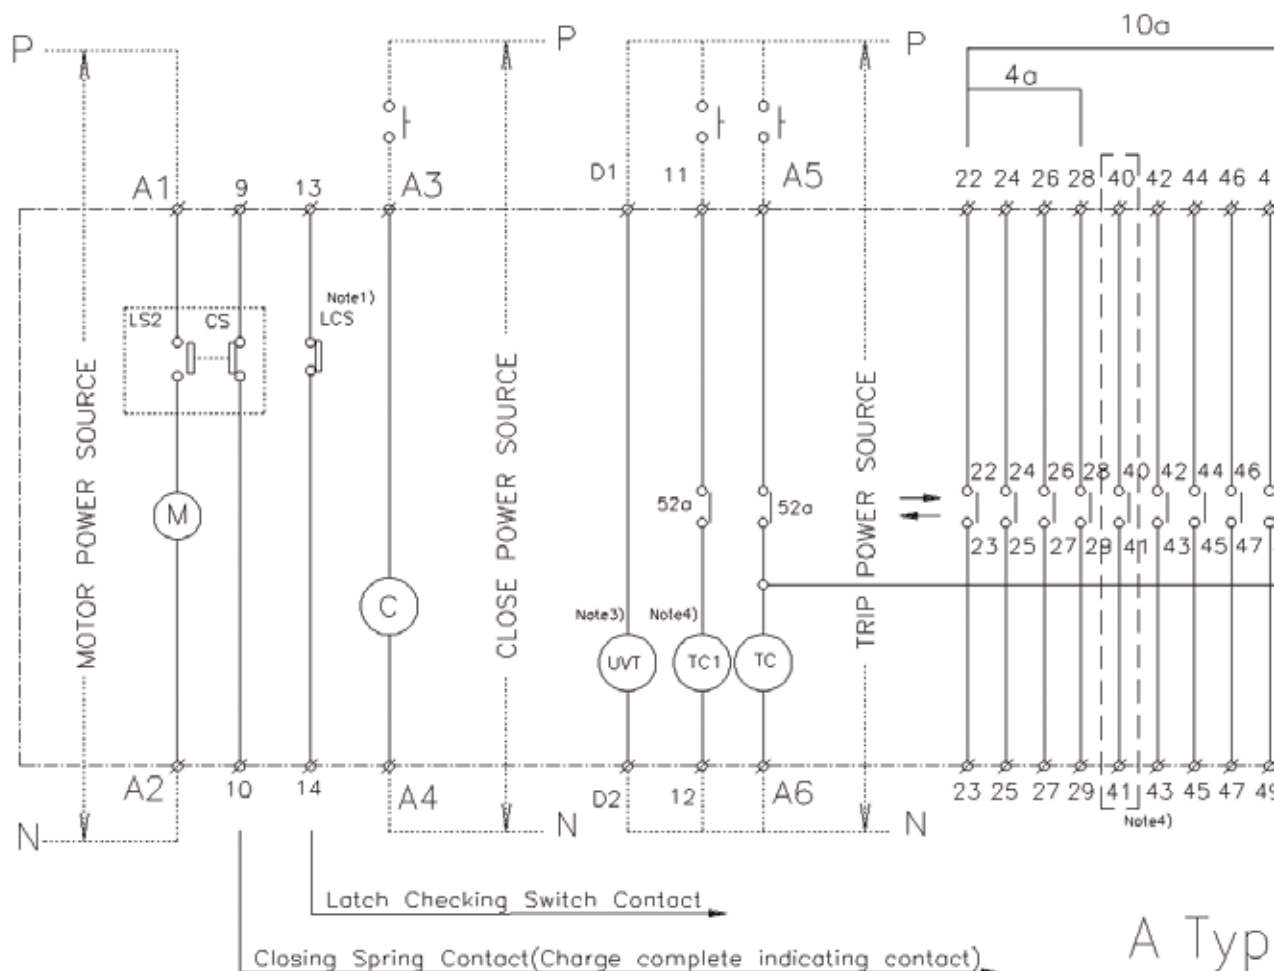 10a
P P P
4a
A1 9 13 A3 D1 11 A5 22 24 26 28 40 42 44 46 4
Note1)
LS2 CS LCS
MOTOR POWER SOURCE
CLOSE POWER SOURCE
TRIP POWER SOURCE
22 24 26 28 40 42 44 46
M 52a 52a
23 25 27 29 41 43 45 47
C
Note3) Note4)
UVT TC1 TC
A2 10 14 A4 D2 12 A6 23 25 27 29 41 43 45 47 49
Note4)
N N N
Latch Checking Switch Contact
A Typ
Closing Spring Contact(Charge complete indicating contact)